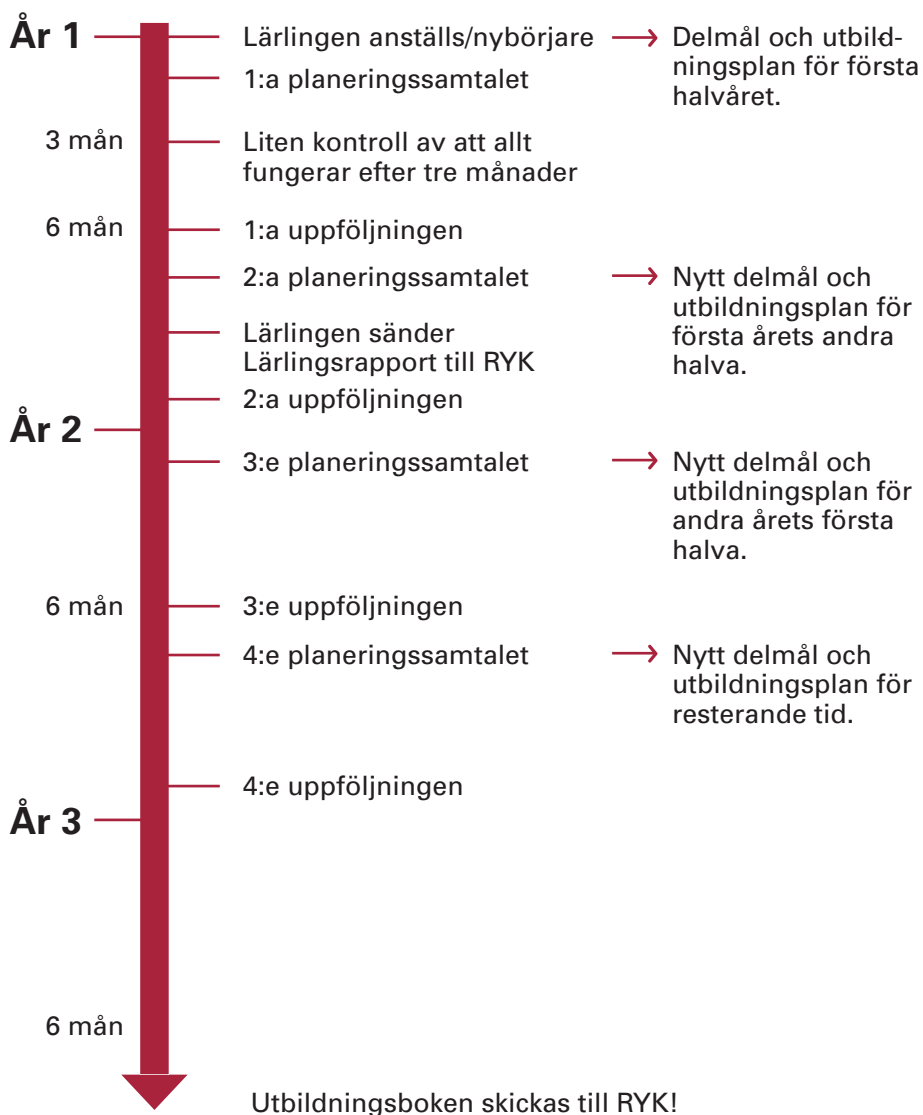 År 1
Lärlingen anställs/nybörjare
Delmål och utbild-
ningsplan för första
halvåret.
1:a planeringssamtalet
3 mån
Liten kontroll av att allt
fungerar efter tre månader
6 mån
1:a uppföljningen
2:a planeringssamtalet
Nytt delmål och
utbildningsplan för
första årets andra
halva.
Lärlingen sänder
Lärlingsrapport till RYK
2:a uppföljningen
År 2
3:e planeringssamtalet
Nytt delmål och
utbildningsplan för
andra årets första
halva.
6 mån
3:e uppföljningen
4:e planeringssamtalet
Nytt delmål och
utbildningsplan för
resterande tid.
4:e uppföljningen
År 3
6 mån
Utbildningsboken skickas till RYK!